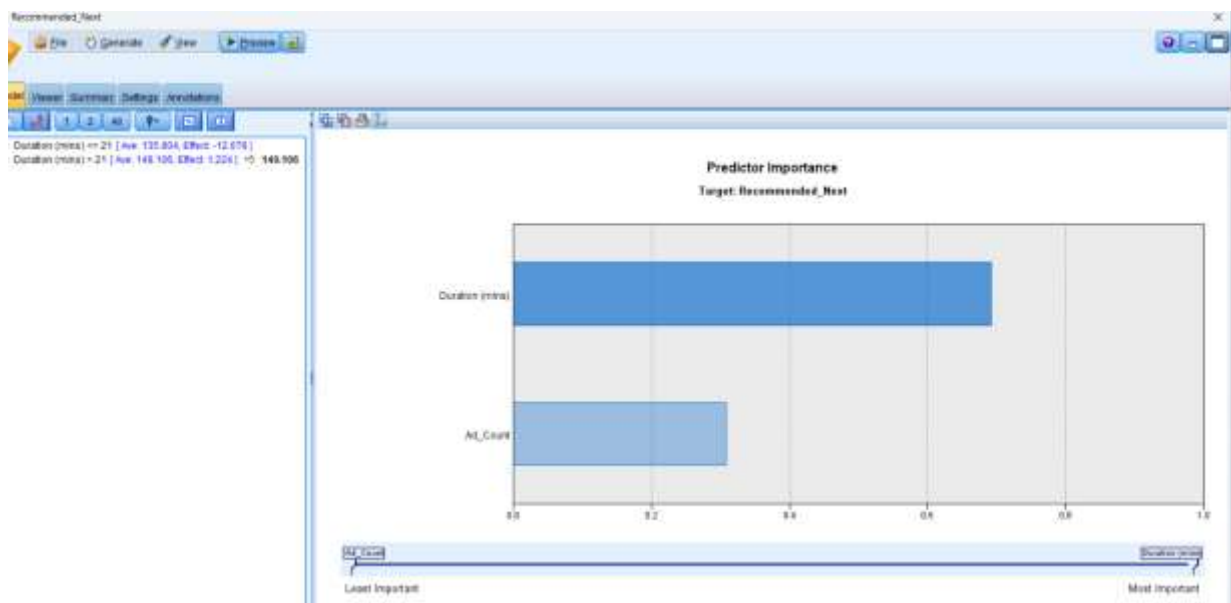 Recommended_Next
File Generate View Preview
Viewer Summary Settings Annotations
1 2 All
Duration (mins) <= 21 [ Ave: 135.804, Effect: -12.078 ]
Duration (mins) > 21 [ Ave: 149.106, Effect: 1.224 ] 149.106
Predictor Importance
Target: Recommended_Next
Duration (mins)
Ad_Count
0.0 0.2 0.4 0.6 0.8 1.0
Ad_Count Duration (mins)
Least Important Most Important